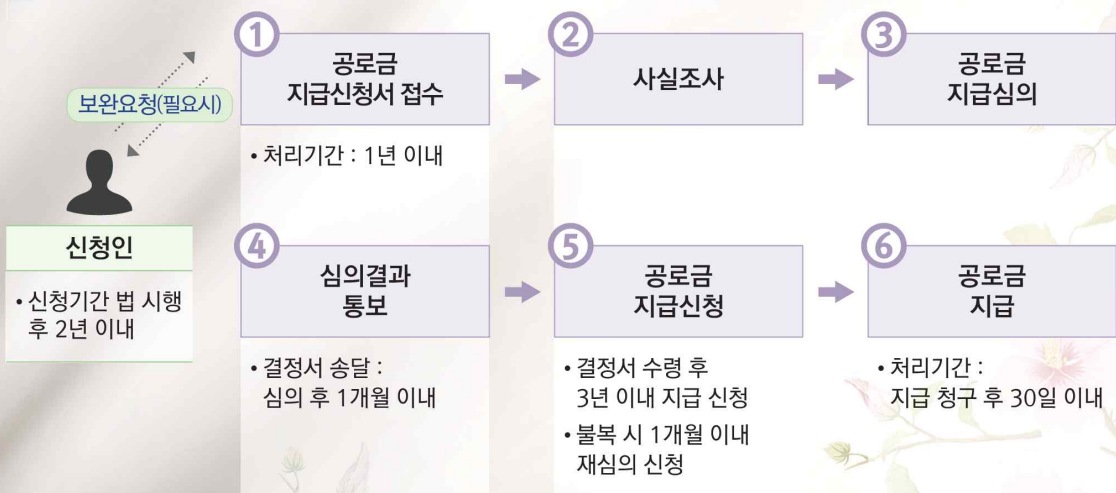 보완요청(필요시)
신청인
• 신청기간 법 시행
후 2년 이내
1
공로금
지급신청서 접수
• 처리기간 : 1년 이내
2
사실조사
3
공로금
지급심의
4
심의결과
통보
• 결정서 송달 :
심의 후 1개월 이내
5
공로금
지급신청
• 결정서 수령 후
3년 이내 지급 신청
• 불복 시 1개월 이내
재심의 신청
6
공로금
지급
• 처리기간 :
지급 청구 후 30일 이내